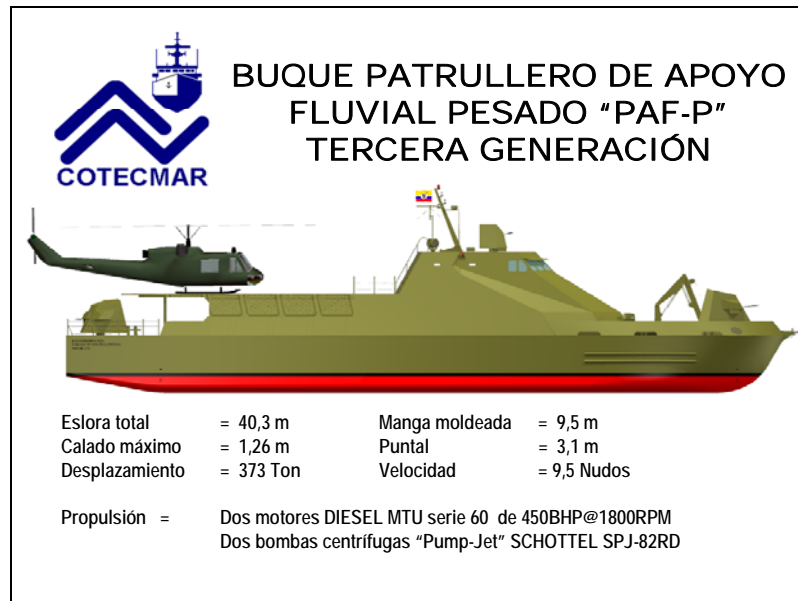 BUQUE PATRULLERO DE APOYO
FLUVIAL PESADO "PAF-P"
TERCERA GENERACIÓN
COTECMAR
Eslora total = 40,3 m Manga moldeada = 9,5 m
Calado máximo = 1,26 m Puntal = 3,1 m
Desplazamiento = 373 Ton Velocidad = 9,5 Nudos
Propulsión = Dos motores DIESEL MTU serie 60 de 450BHP@1800RPM
Dos bombas centrífugas "Pump-Jet" SCHOTTEL SPJ-82RD